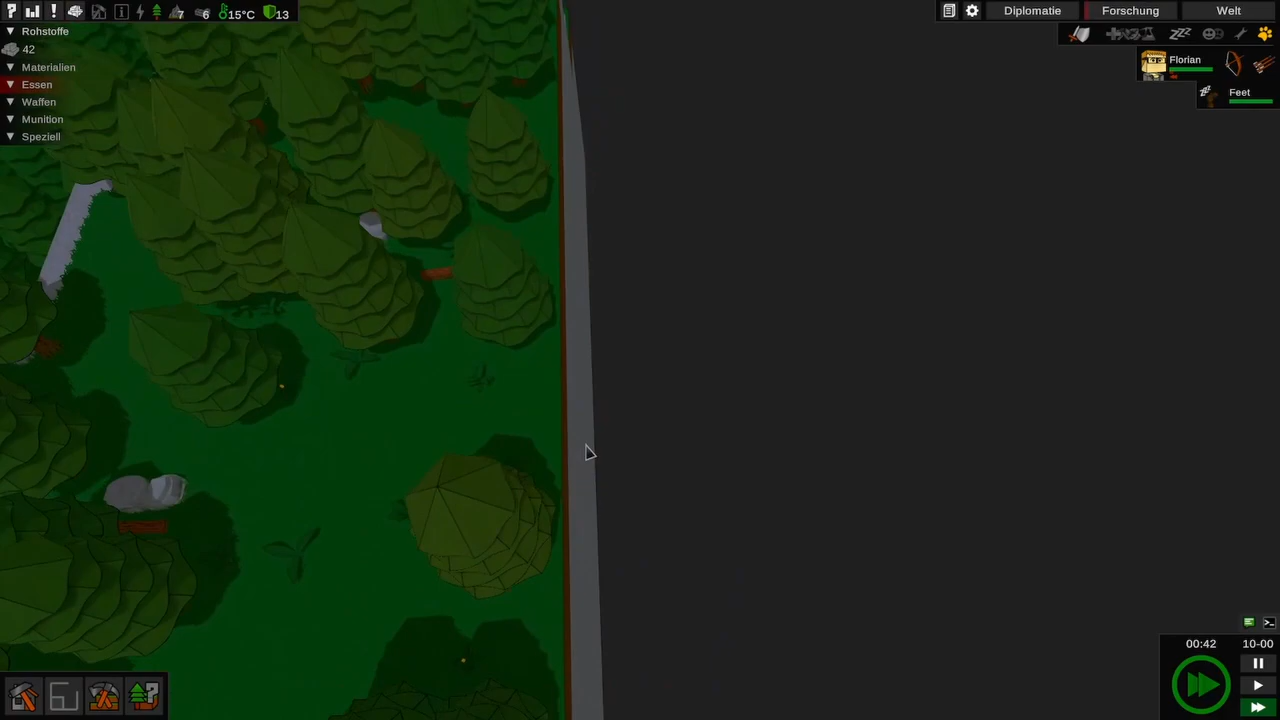 7
6
15°C
13
Diplomatie
Forschung
Welt
Rohstoffe
42
Materialien
Essen
Waffen
Munition
Speziell
Florian
Feet
00:42
10-00